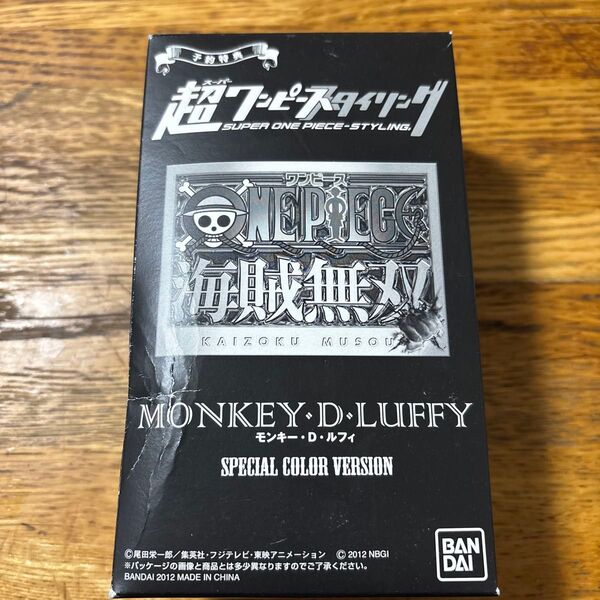 予約特典
スーパー
超ワンピースタイリング
SUPER ONE PIECE-STYLING
ワンピース
ONE PIECE
海賊無双
KAIZOKU MUSOU
MONKEY・D・LUFFY
モンキー・D・ルフィ
SPECIAL COLOR VERSION
©尾田栄一郎／集英社・フジテレビ・東映アニメーション ©2012 NBGI
※パッケージの画像と商品とは多少異なりますのでご了承ください。
BANDAI 2012 MADE IN CHINA
BAN
DAI